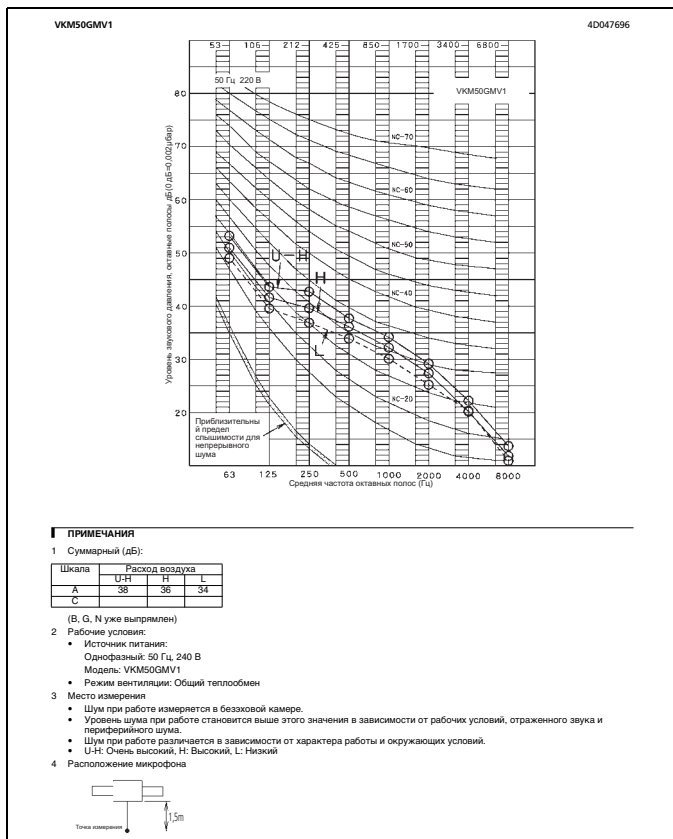 VKM50GMV1
4D047696
53 106 212 425 850 1700 3400 6800
50 Гц 220 В
VKM50GMV1
80
70
60
50
40
30
20
NC-70
NC-60
NC-50
NC-40
NC-20
U-H
H
L
Уровень звукового давления, октавные полосы дБ(0 дБ=0,002μбар)
Приблизительны
й предел
слышимости для
непрерывного
шума
63 125 250 500 1000 2000 4000 8000
Средняя частота октавных полос (Гц)
ПРИМЕЧАНИЯ
1 Суммарный (дБ):
Шкала Расход воздуха
U-H H L
A 38 36 34
C
(B, G, N уже выпрямлен)
2 Рабочие условия:
• Источник питания:
Однофазный: 50 Гц, 240 В
Модель: VKM50GMV1
• Режим вентиляции: Общий теплообмен
3 Место измерения
• Шум при работе измеряется в безэховой камере.
• Уровень шума при работе становится выше этого значения в зависимости от рабочих условий, отраженного звука и
периферийного шума.
• Шум при работе различается в зависимости от характера работы и окружающих условий.
• U-H: Очень высокий, H: Высокий, L: Низкий
4 Расположение микрофона
1,5m
Точка измерения